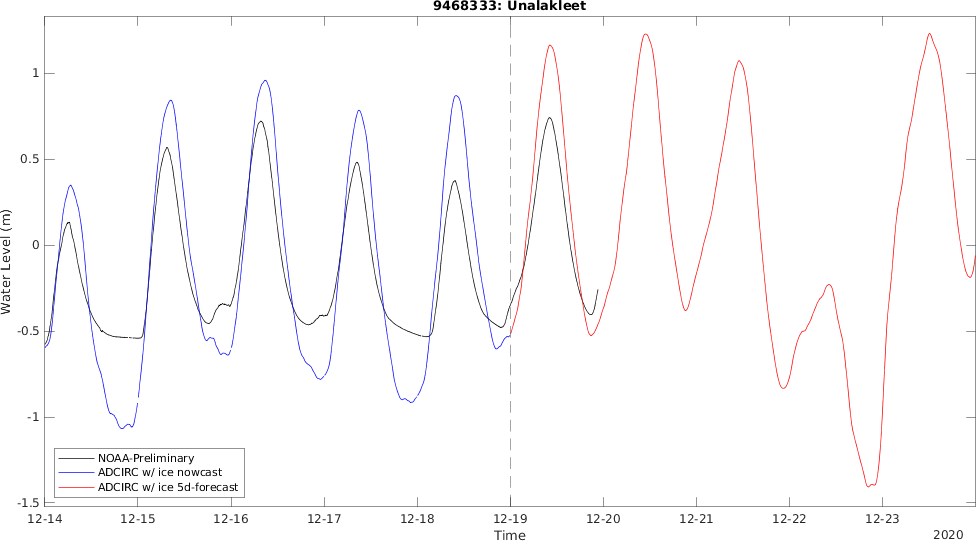 9468333: Unalakleet
Water Level (m)
1
0.5
0
-0.5
-1
-1.5
NOAA-Preliminary
ADCIRC w/ ice nowcast
ADCIRC w/ ice 5d-forecast
12-14 12-15 12-16 12-17 12-18 12-19 12-20 12-21 12-22 12-23
Time
2020